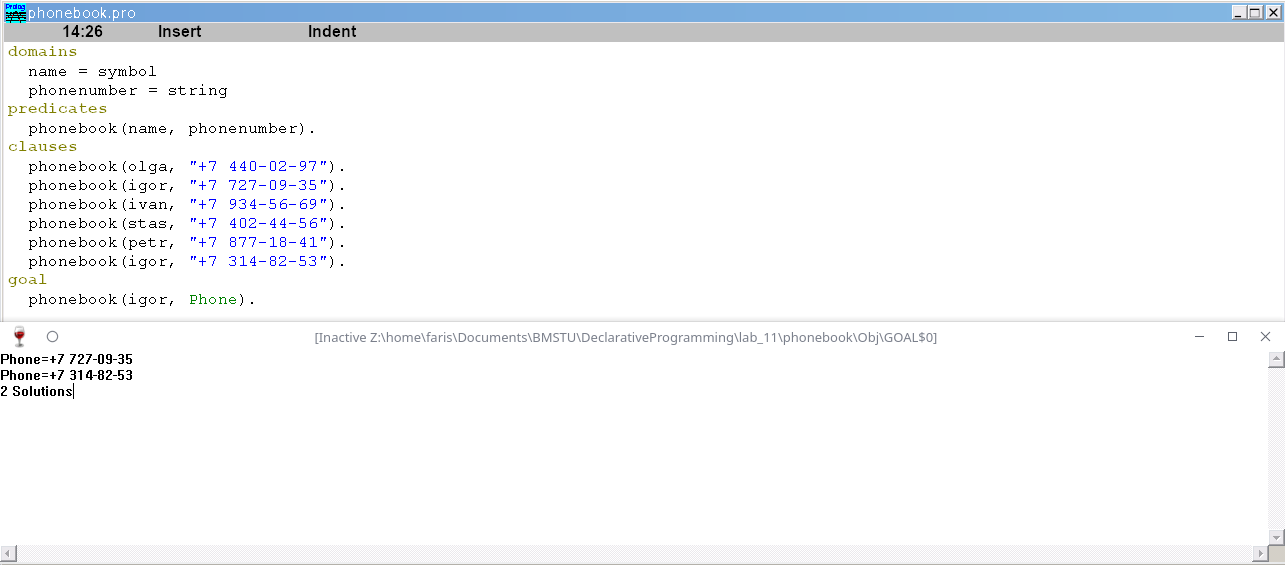 Prolog
phonebook.pro
14:26 Insert Indent
domains
name = symbol
phonenumber = string
predicates
phonebook(name, phonenumber).
clauses
phonebook(olga, "+7 440-02-97").
phonebook(igor, "+7 727-09-35").
phonebook(ivan, "+7 934-56-69").
phonebook(stas, "+7 402-44-56").
phonebook(petr, "+7 877-18-41").
phonebook(igor, "+7 314-82-53").
goal
phonebook(igor, Phone).
[Inactive Z:\home\faris\Documents\BMSTU\DeclarativeProgramming\lab_11\phonebook\Obj\GOAL$0]
Phone=+7 727-09-35
Phone=+7 314-82-53
2 Solutions